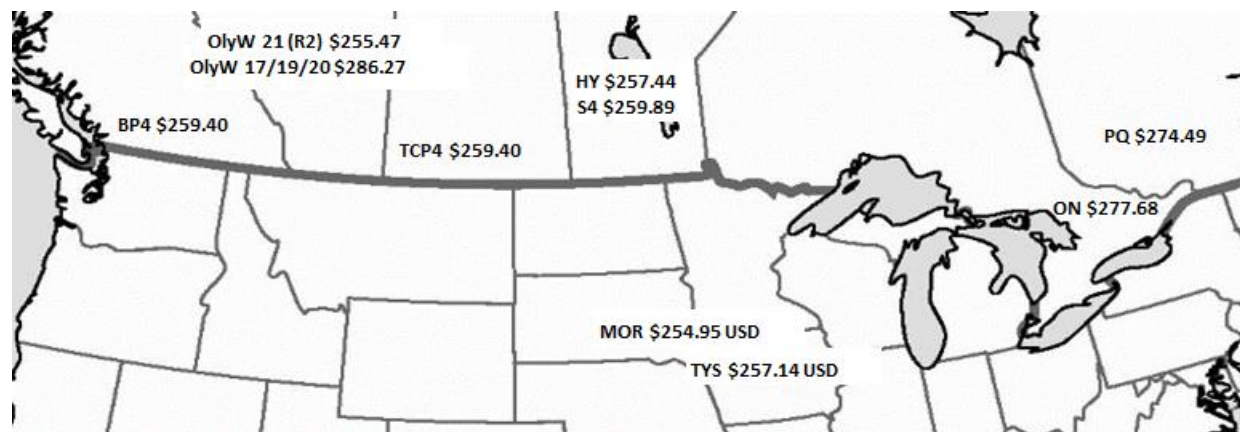 OlyW 21 (R2) $255.47
OlyW 17/19/20 $286.27
HY $257.44
S4 $259.89
BP4 $259.40
TCP4 $259.40
PQ $274.49
ON $277.68
MOR $254.95 USD
TYS $257.14 USD